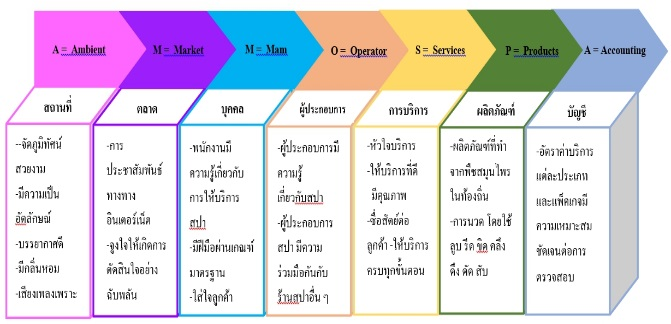 A = Ambient
M = Market
M = Mam
O = Operator
S = Services
P = Products
A = Accounting
สถานที่
ตลาด
บุคคล
ผู้ประกอบการ
การบริการ
ผลิตภัณฑ์
บัญชี
--จัดภูมิทัศน์
สวยงาม
-มีความเป็น
อัตลักษณ์
-บรรยากาศดี
-มีกลิ่นหอม
-เสียงเพลงเพราะ
-การ
ประชาสัมพันธ์
ทางทาง
อินเตอร์เน็ต
-จูงใจให้เกิดการ
ตัดสินใจอย่าง
ฉับพลัน
-พนักงานมี
ความรู้เกี่ยวกับ
การให้บริการ
สปา
-มีฝีมือผ่านเกณฑ์
มาตรฐาน
-ใส่ใจลูกค้า
-ผู้ประกอบการมี
ความรู้
เกี่ยวกับสปา
-ผู้ประกอบการ
สปา มีความ
ร่วมมือกันกับ
ร้านสปาอื่น ๆ
-หัวใจบริการ
-ให้บริการที่ดี
มีคุณภาพ
-ซื่อสัตย์ต่อ
ลูกค้า -ให้บริการ
ครบทุกขั้นตอน
-ผลิตภัณฑ์ที่ทำ
จากพืชสมุนไพร
ในท้องถิ่น
-การนวด โดยใช้
ลูบ รีด ขิด คลึง
ดึง ดัด สับ
-อัตราค่าบริการ
แต่ละประเภท
และแพ็คเกจมี
ความเหมาะสม
ชัดเจนต่อการ
ตรวจสอบ